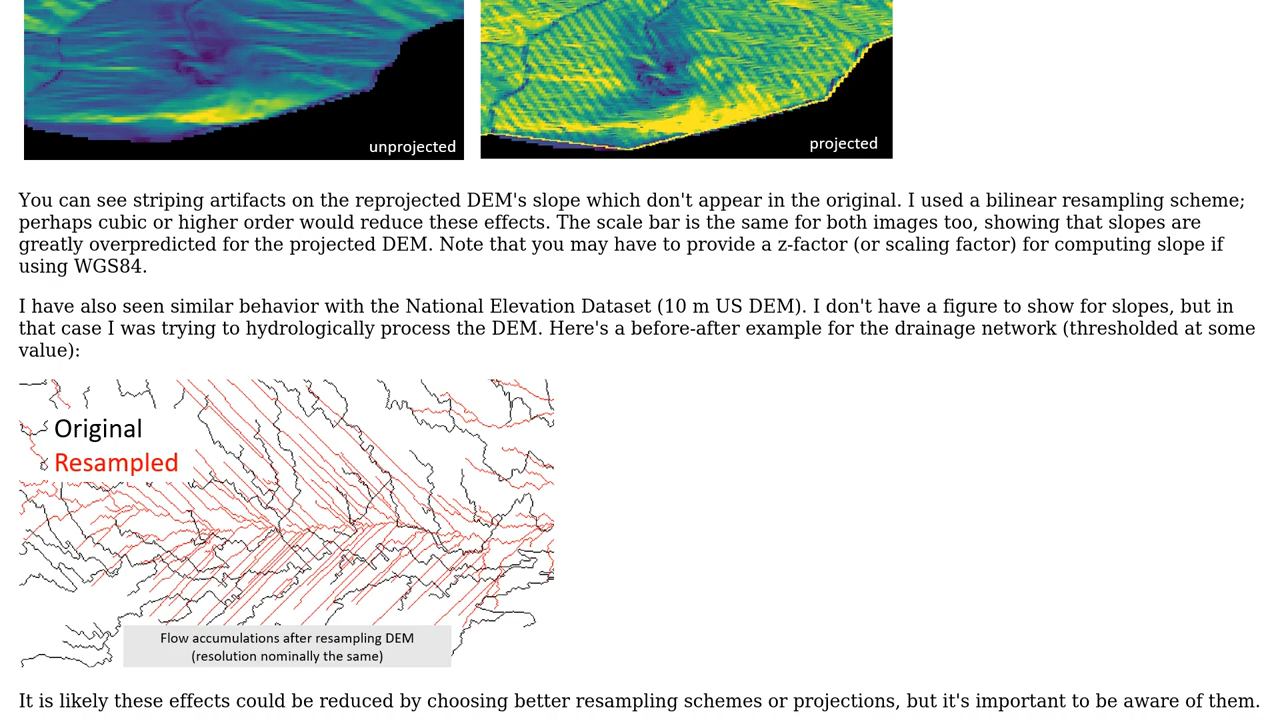 unprojected
projected
You can see striping artifacts on the reprojected DEM's slope which don't appear in the original. I used a bilinear resampling scheme;
perhaps cubic or higher order would reduce these effects. The scale bar is the same for both images too, showing that slopes are
greatly overpredicted for the projected DEM. Note that you may have to provide a z-factor (or scaling factor) for computing slope if
using WGS84.
I have also seen similar behavior with the National Elevation Dataset (10 m US DEM). I don't have a figure to show for slopes, but in
that case I was trying to hydrologically process the DEM. Here's a before-after example for the drainage network (thresholded at some
value):
Original
Resampled
Flow accumulations after resampling DEM
(resolution nominally the same)
It is likely these effects could be reduced by choosing better resampling schemes or projections, but it's important to be aware of them.